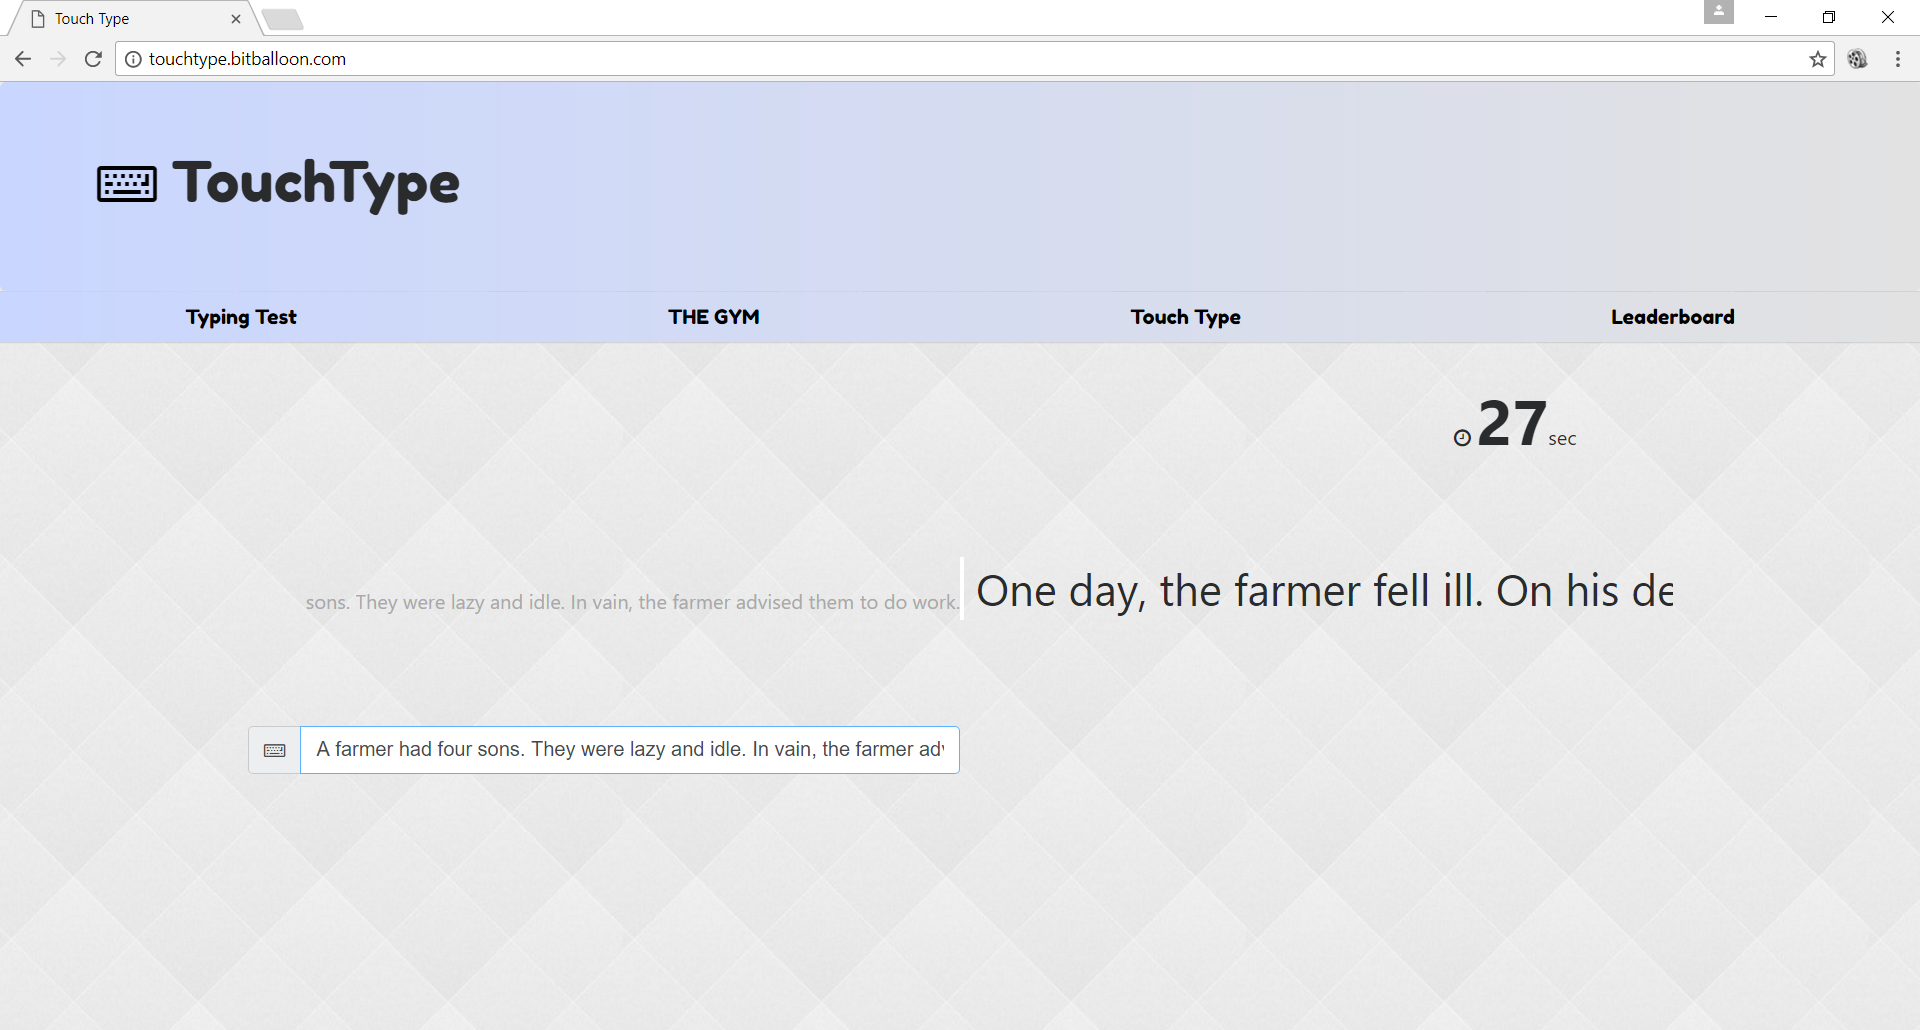 Touch Type
touchtype.bitballoon.com
TouchType
Typing Test THE GYM Touch Type Leaderboard
27 sec
sons. They were lazy and idle. In vain, the farmer advised them to do work. One day, the farmer fell ill. On his de
A farmer had four sons. They were lazy and idle. In vain, the farmer adv